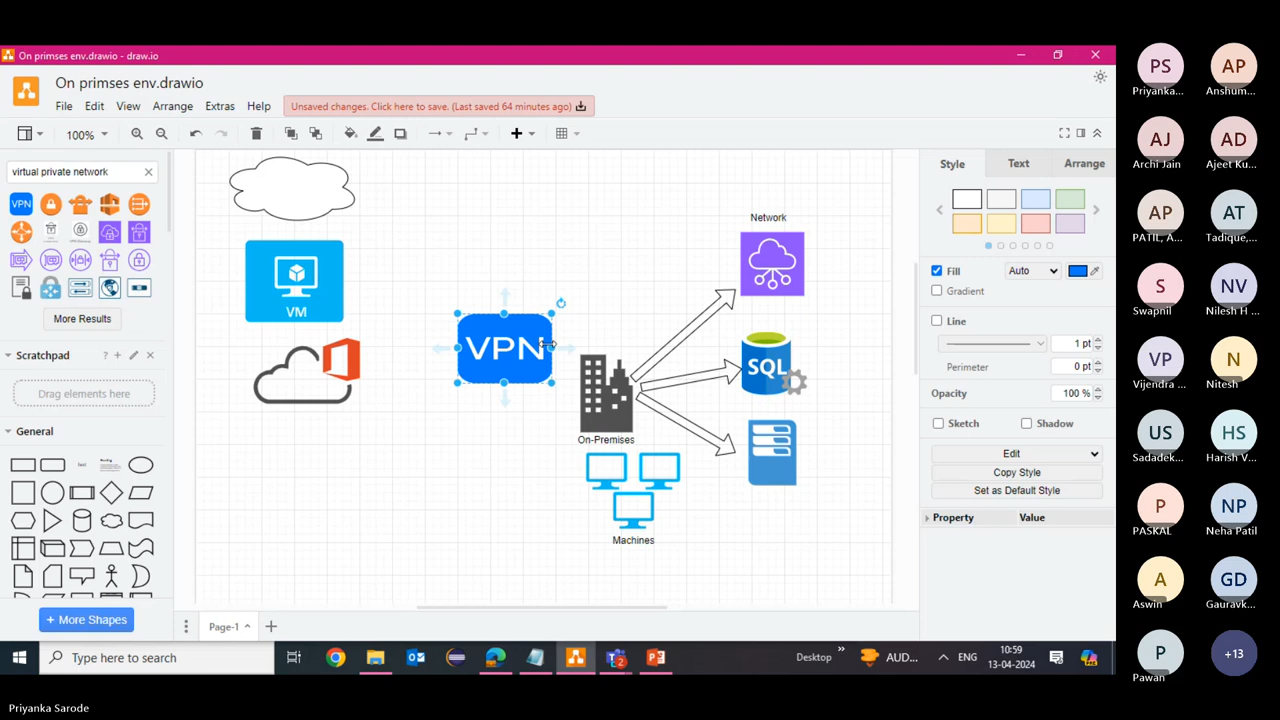 On primses env.drawio - draw.io
On primses env.drawio
File Edit View Arrange Extras Help
Unsaved changes. Click here to save. (Last saved 64 minutes ago)
100%
virtual private network
VPN
More Results
Scratchpad
Drag elements here
General
Text
+ More Shapes
VM
VPN
Network
SQL
On-Premises
Machines
Page-1
Style Text Arrange
Fill Auto
Gradient
Line
1 pt
Perimeter 0 pt
Opacity 100 %
Sketch Shadow
Edit
Copy Style
Set as Default Style
Property Value
Type here to search
Desktop
AUD...
ENG
10:59
13-04-2024
PS
Priyanka...
AP
Anshum...
AJ
Archi Jain
AD
Ajeet Ku...
AP
PATIL, A...
AT
Tadique,...
S
Swapnil
NV
Nilesh H ...
VP
Vijendra ...
N
Nitesh
US
Sadadek...
HS
Harish V...
P
PASKAL
NP
Neha Patil
A
Aswin
GD
Gauravk...
P
Pawan
+13
Priyanka Sarode